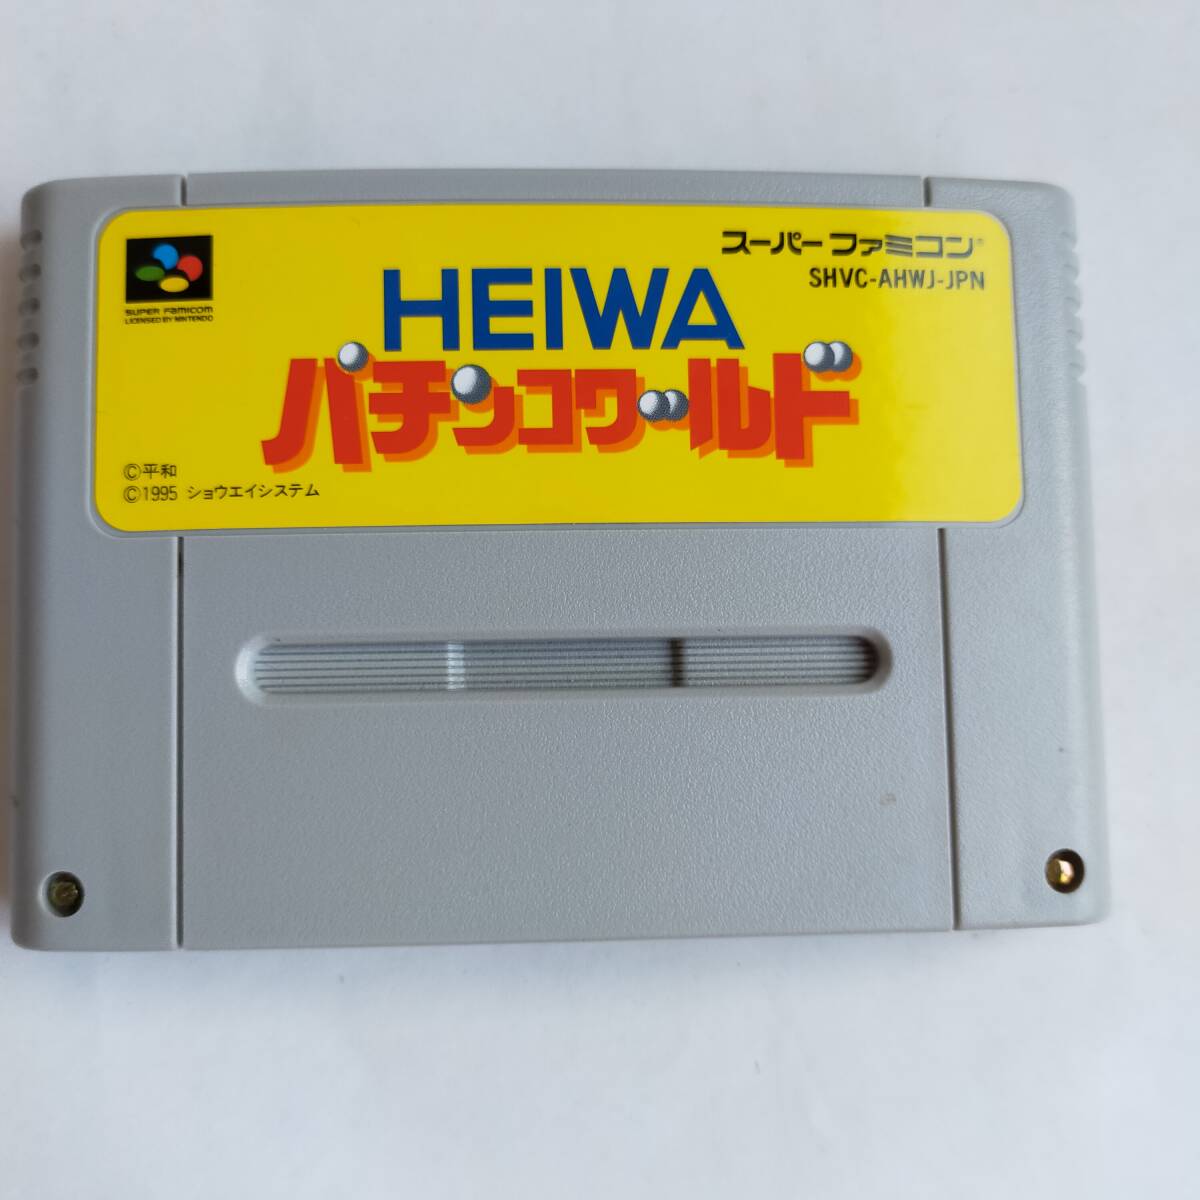 スーパーファミコン®
SHVC-AHWJ-JPN
SUPER FAMICOM
LICENSED BY NINTENDO
HEIWA
パチンコワールド
©平和
©1995 ショウエイシステム